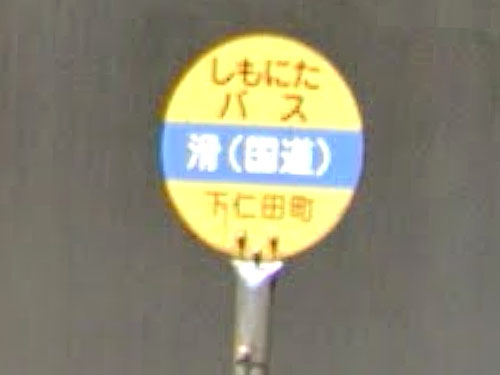 しもにた
バス
滑（国道）
下仁田町